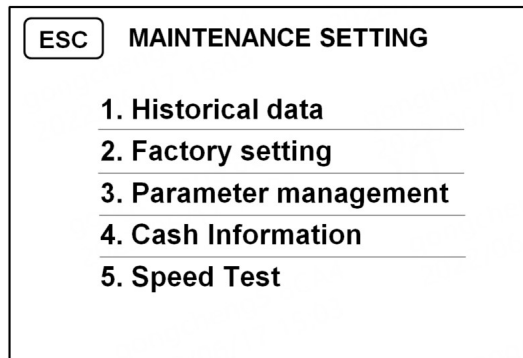 ESC MAINTENANCE SETTING
1. Historical data
2. Factory setting
3. Parameter management
4. Cash Information
5. Speed Test